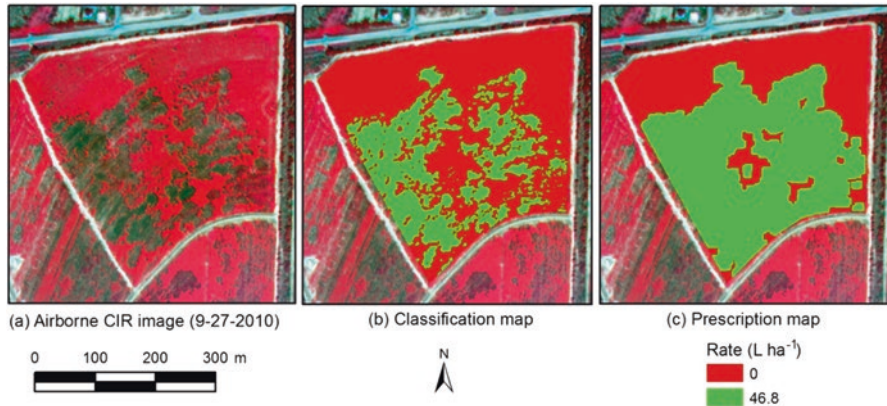 (a) Airborne CIR image (9-27-2010)
(b) Classification map
(c) Prescription map
0 100 200 300 m
N
Rate (L ha⁻¹)
0
46.8